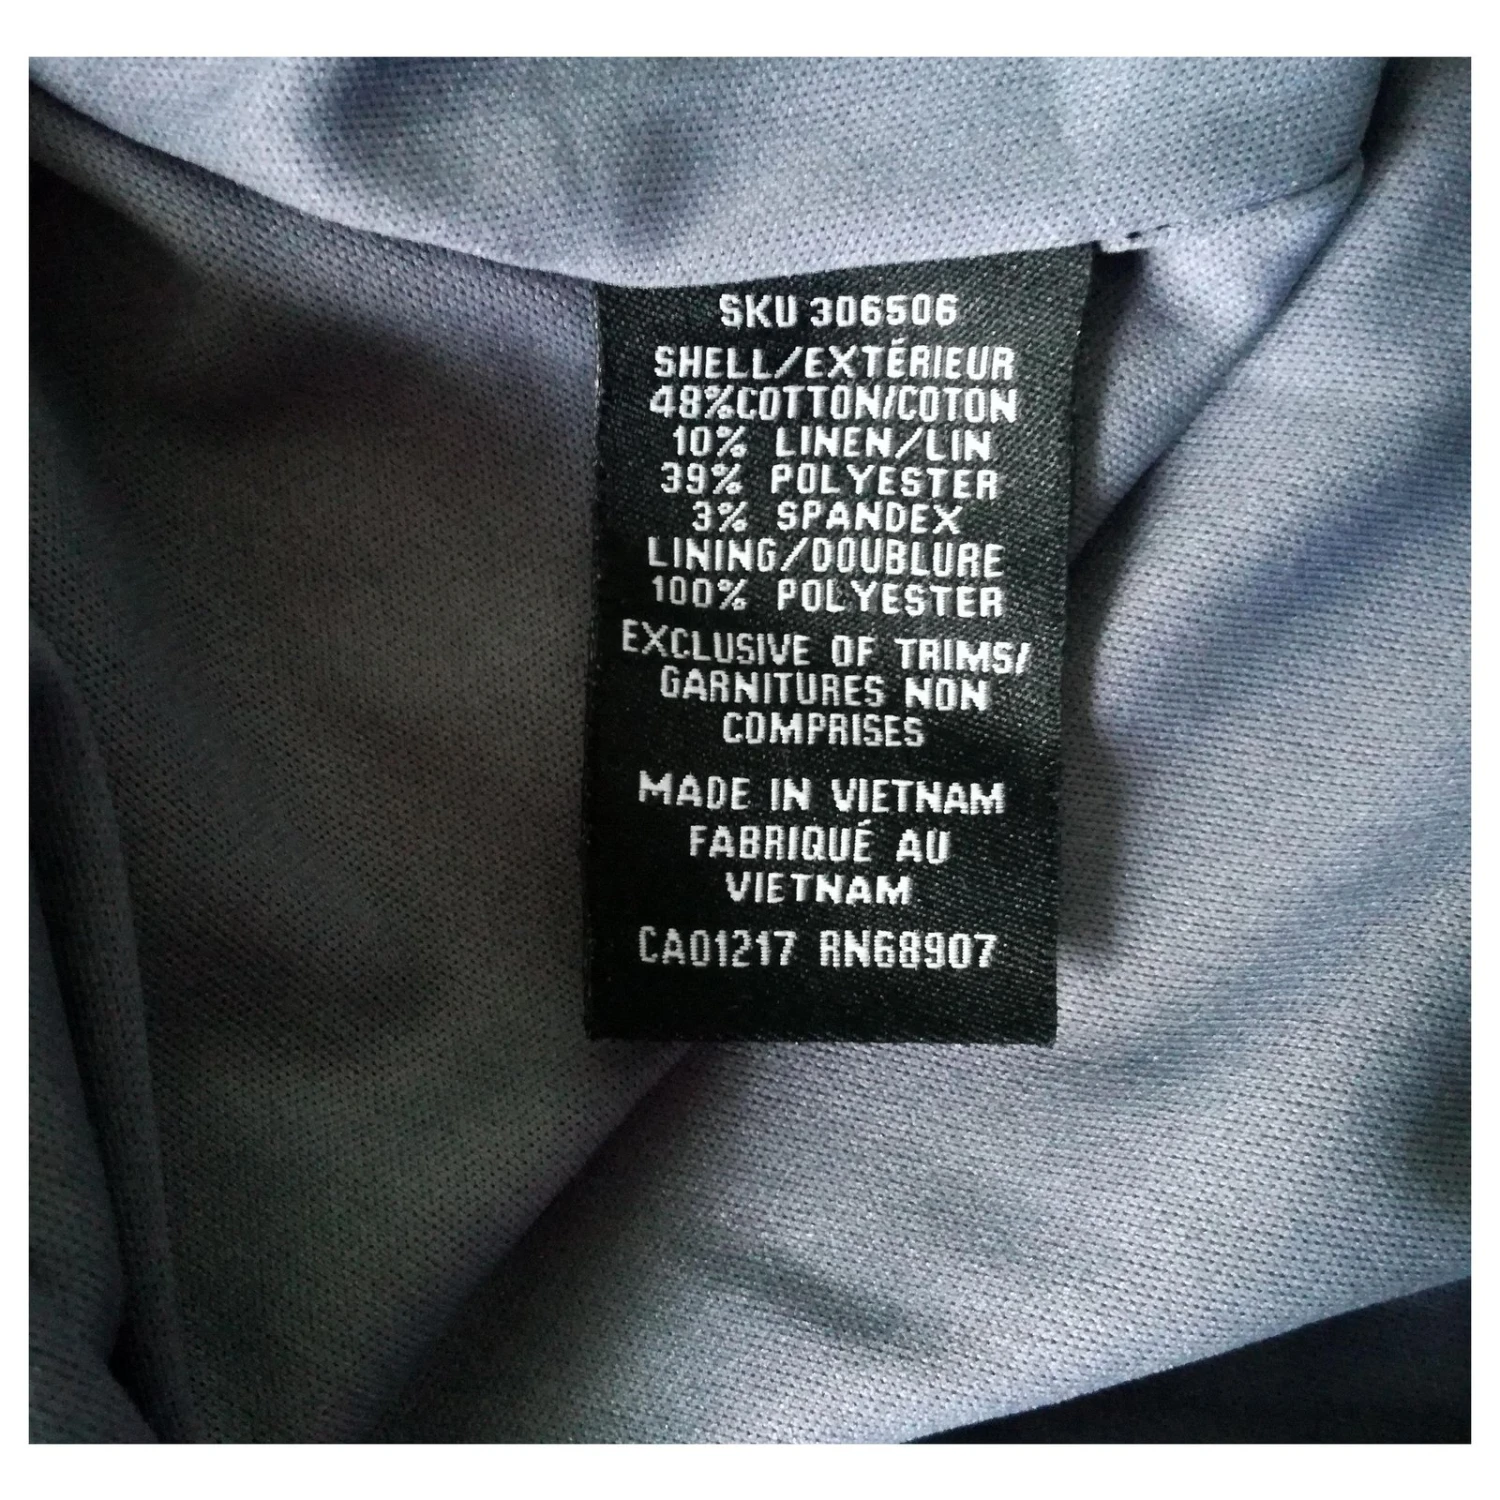 SKU 306506
SHELL/EXTÉRIEUR
48%COTTON/COTON
10% LINEN/LIN
39% POLYESTER
3% SPANDEX
LINING/DOUBLURE
100% POLYESTER
EXCLUSIVE OF TRIMS/
GARNITURES NON
COMPRISES
MADE IN VIETNAM
FABRIQUÉ AU
VIETNAM
CA01217 RN68907